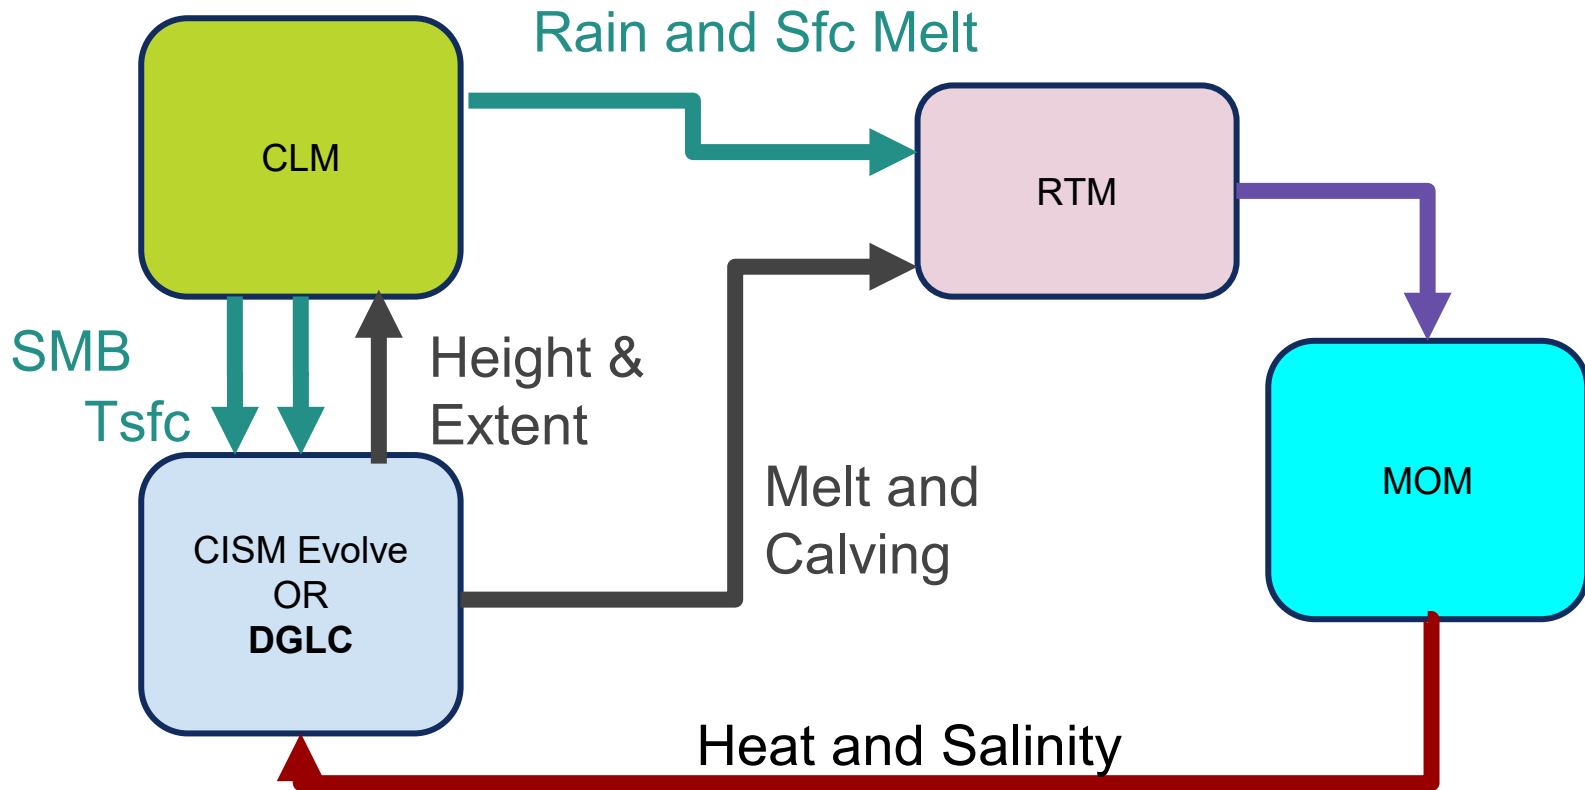 Rain and Sfc Melt
CLM
RTM
SMB
Tsfc
Height &
Extent
Melt and
Calving
MOM
CISM Evolve
OR
DGLC
Heat and Salinity